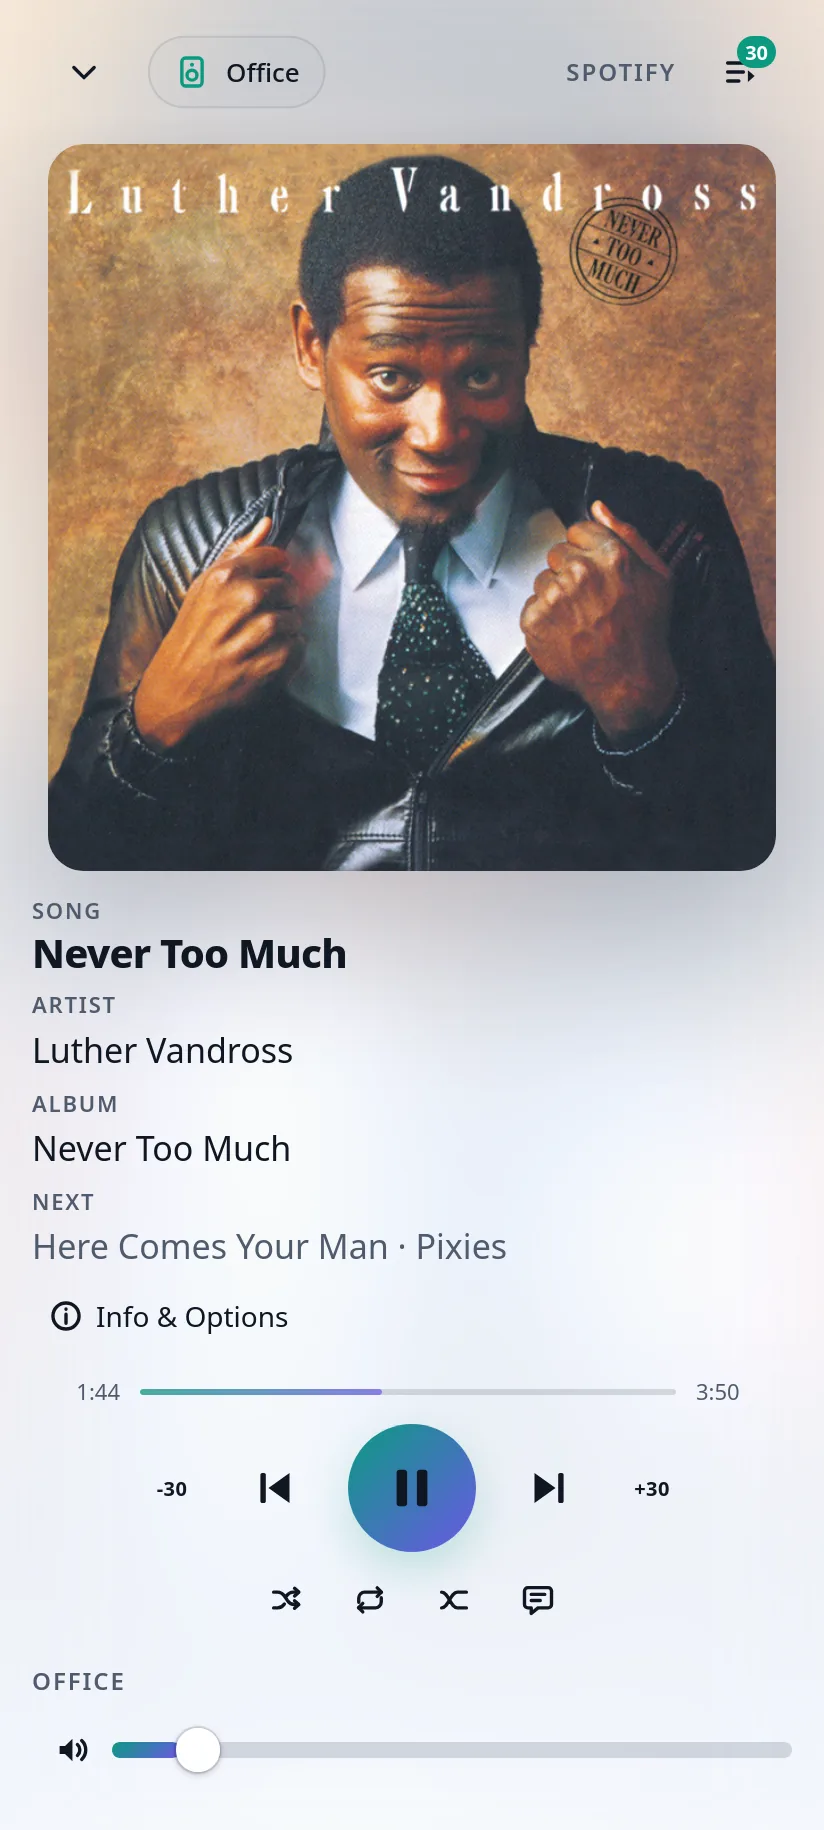 Office
SPOTIFY
30
Luther Vandross
NEVER
TOO
MUCH
SONG
Never Too Much
ARTIST
Luther Vandross
ALBUM
Never Too Much
NEXT
Here Comes Your Man · Pixies
Info & Options
1:44
3:50
-30
+30
OFFICE